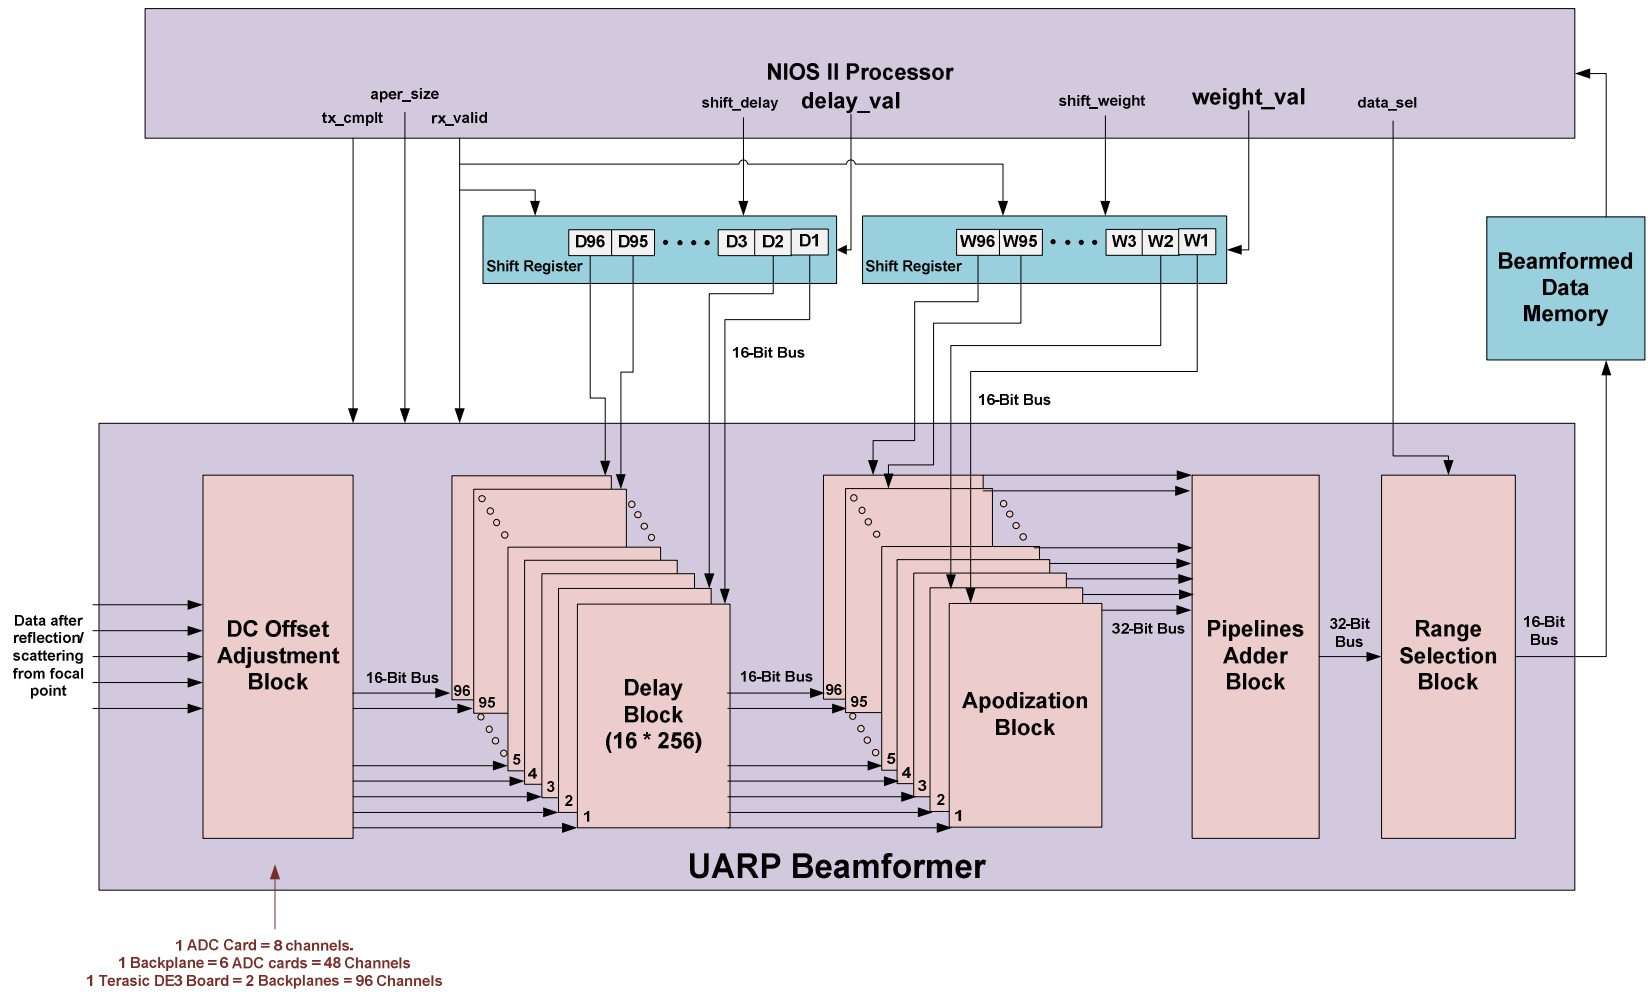 NIOS II Processor
aper_size
tx_cmplt
rx_valid
shift_delay
delay_val
shift_weight
weight_val
data_sel
D96
D95
D3
D2
D1
Shift Register
W96
W95
W3
W2
W1
Shift Register
Beamformed
Data
Memory
16-Bit Bus
16-Bit Bus
Data after
reflection/
scattering
from focal
point
DC Offset
Adjustment
Block
16-Bit Bus
96
95
5
4
3
2
1
Delay
Block
(16 * 256)
16-Bit Bus
96
95
5
4
3
2
1
Apodization
Block
32-Bit Bus
Pipelines
Adder
Block
32-Bit
Bus
Range
Selection
Block
16-Bit
Bus
UARP Beamformer
1 ADC Card = 8 channels.
1 Backplane = 6 ADC cards = 48 Channels
1 Terasic DE3 Board = 2 Backplanes = 96 Channels